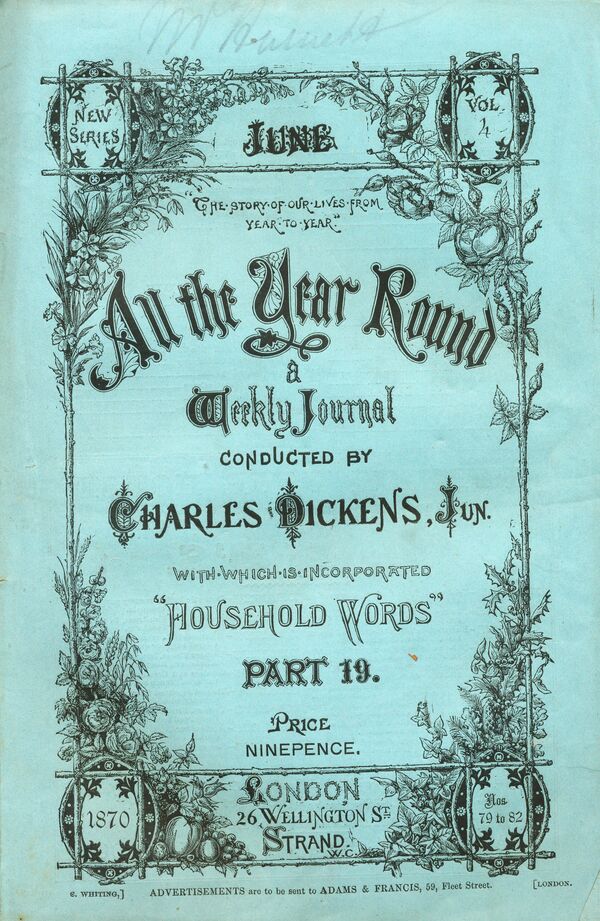 NEW SERIES
JUNE
VOL 4
"THE·STORY·OF·OUR·LIVES·FROM
YEAR·TO·YEAR."
All the Year Round
a
Weekly Journal
CONDUCTED BY
CHARLES DICKENS, JUN.
WITH·WHICH·IS·INCORPORATED
"HOUSEHOLD WORDS"
PART 19.
PRICE
NINEPENCE.
1870
LONDON
26 WELLINGTON ST.
STRAND.
W.C.
Nos
79 to 82
C. WHITING,]
ADVERTISEMENTS are to be sent to ADAMS & FRANCIS, 59, Fleet Street.
[LONDON.